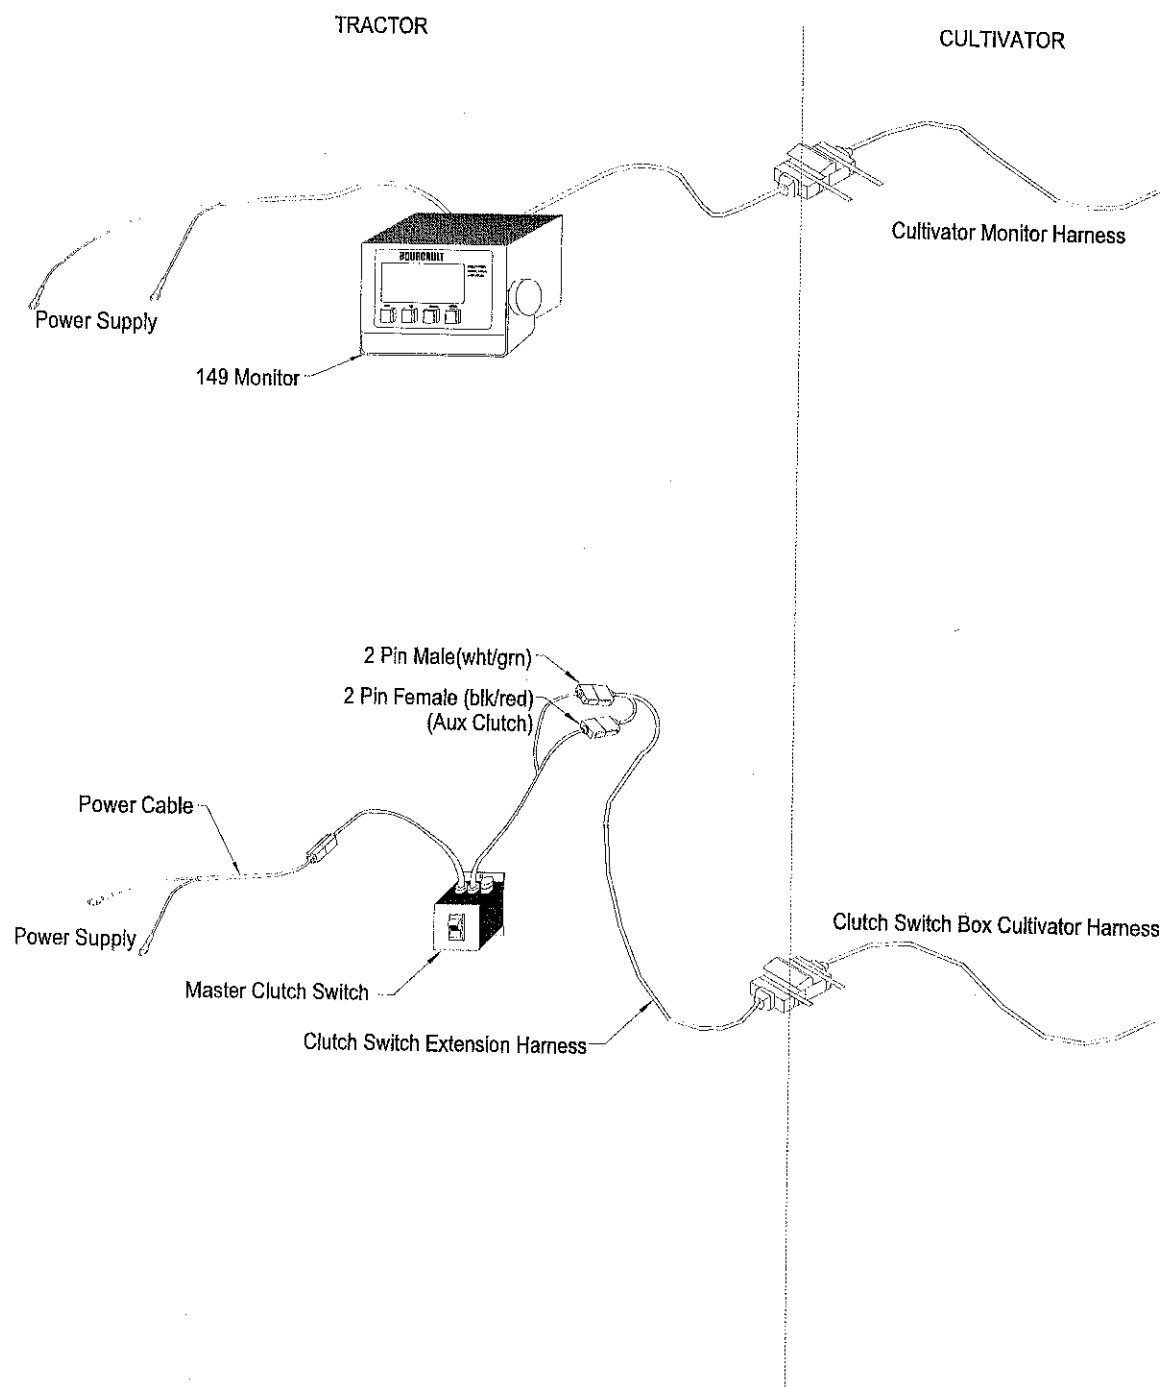 TRACTOR
CULTIVATOR
Cultivator Monitor Harness
BOURGAULT
Power Supply
149 Monitor
2 Pin Male(wht/grn)
2 Pin Female (blk/red)
(Aux Clutch)
Power Cable
Power Supply
Clutch Switch Box Cultivator Harness
Master Clutch Switch
Clutch Switch Extension Harness